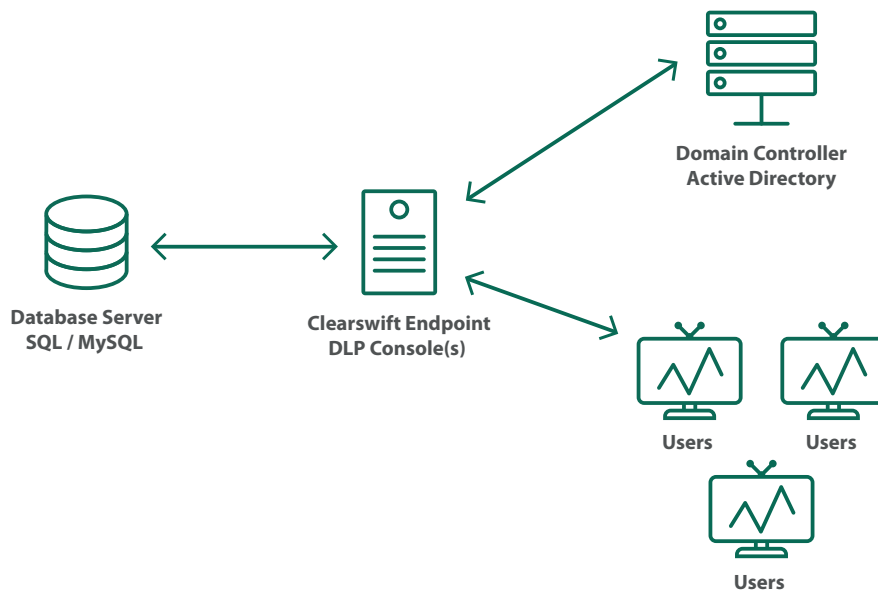 Domain Controller
Active Directory
Database Server
SQL / MySQL
Clearswift Endpoint
DLP Console(s)
Users
Users
Users